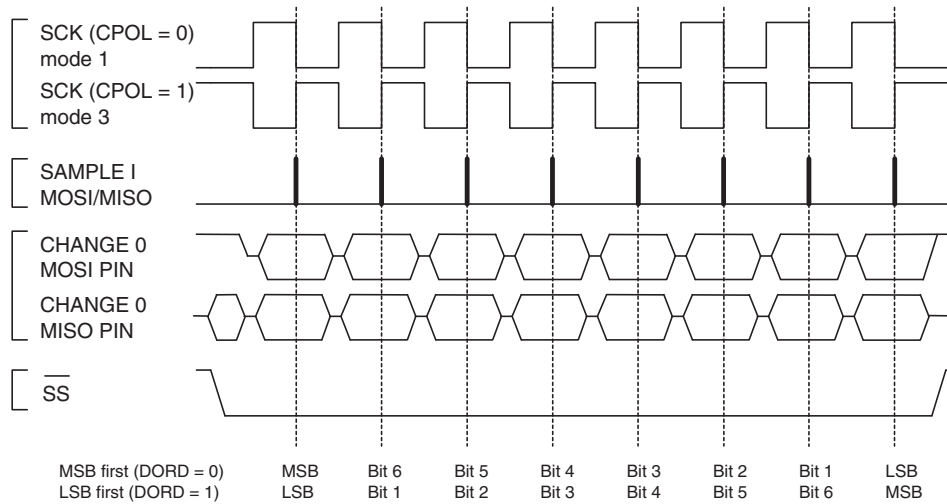 SCK (CPOL = 0)
mode 1
SCK (CPOL = 1)
mode 3
SAMPLE I
MOSI/MISO
CHANGE 0
MOSI PIN
CHANGE 0
MISO PIN
SS
MSB first (DORD = 0) MSB Bit 6 Bit 5 Bit 4 Bit 3 Bit 2 Bit 1 LSB
LSB first (DORD = 1) LSB Bit 1 Bit 2 Bit 3 Bit 4 Bit 5 Bit 6 MSB